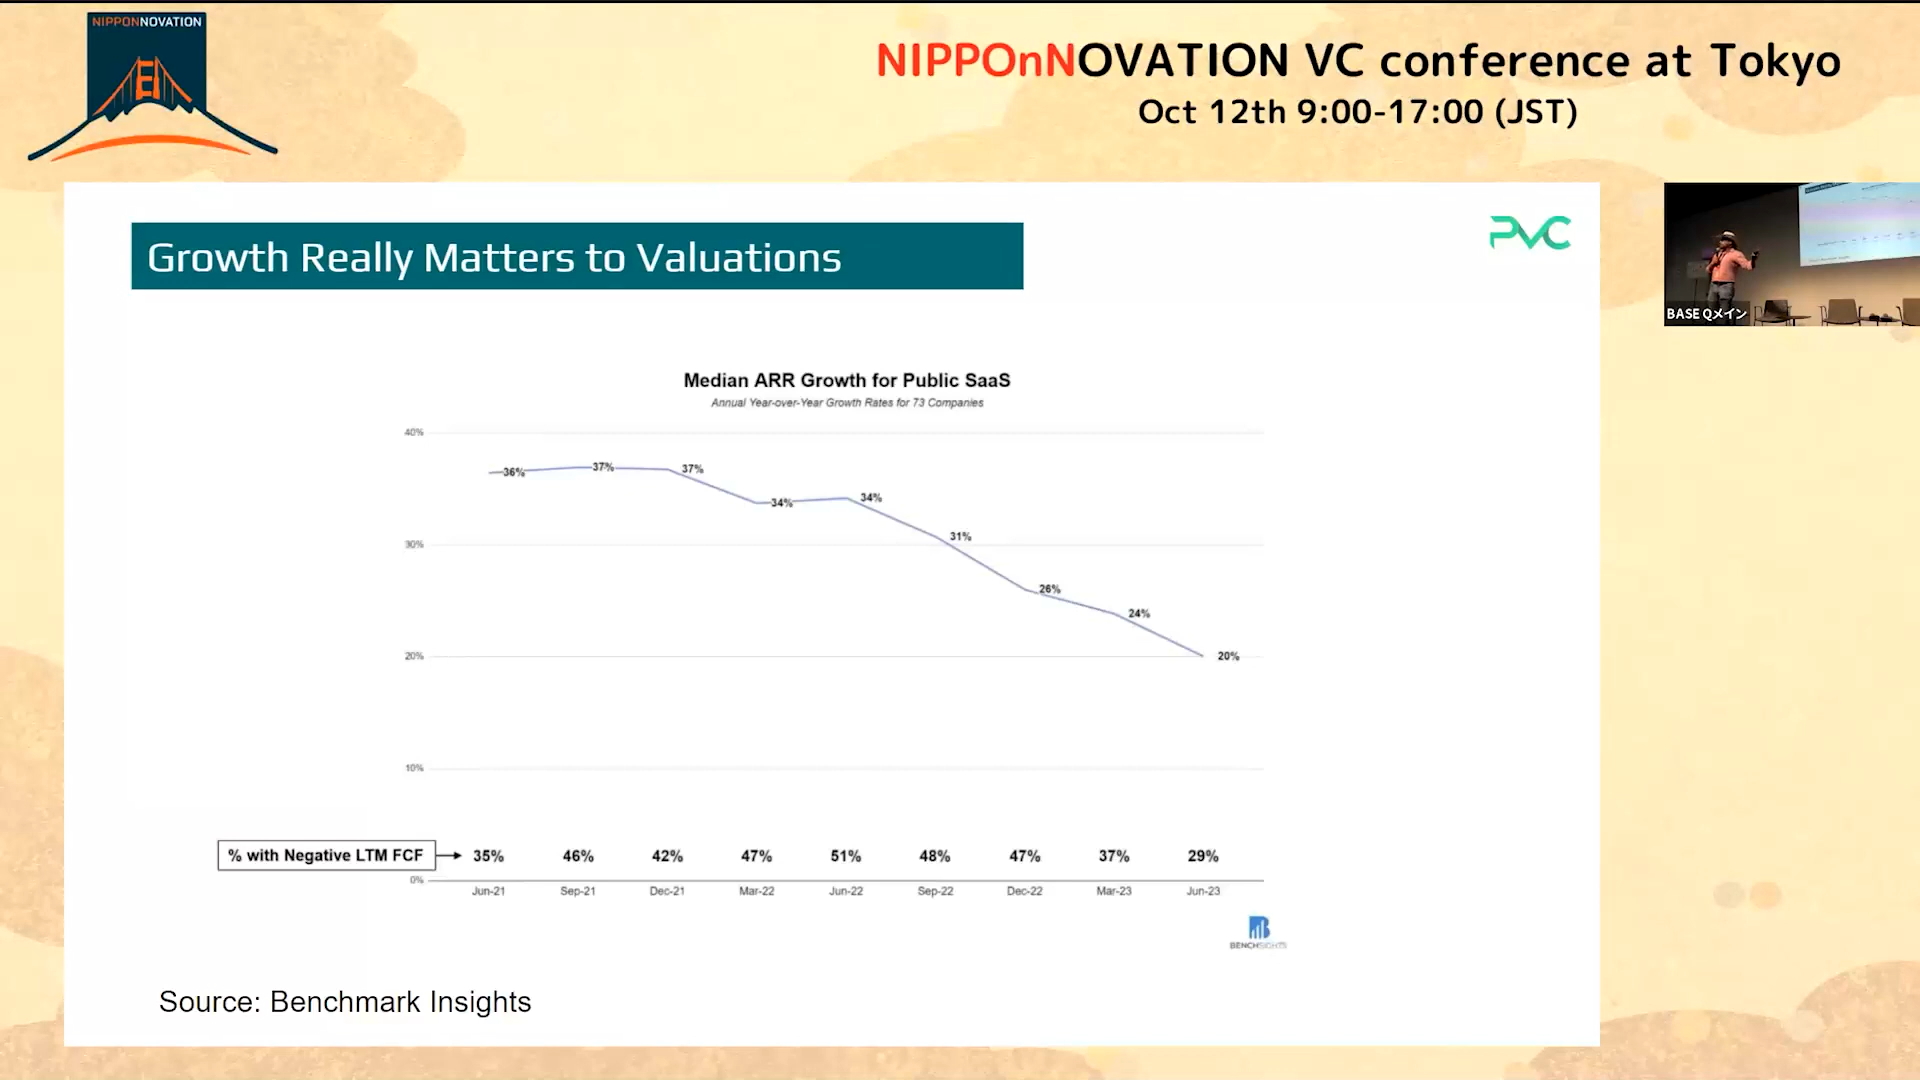 NIPPONNOVATION
NIPPOnNOVATION VC conference at Tokyo
Oct 12th 9:00-17:00 (JST)
Growth Really Matters to Valuations
PVC
BASE Qメイン
Median ARR Growth for Public SaaS
Annual Year-over-Year Growth Rates for 73 Companies
40%
36%
37%
37%
34%
34%
31%
30%
26%
24%
20%
20%
10%
% with Negative LTM FCF
35% 46% 42% 47% 51% 48% 47% 37% 29%
0%
Jun-21 Sep-21 Dec-21 Mar-22 Jun-22 Sep-22 Dec-22 Mar-23 Jun-23
BENCHSIGHTS
Source: Benchmark Insights